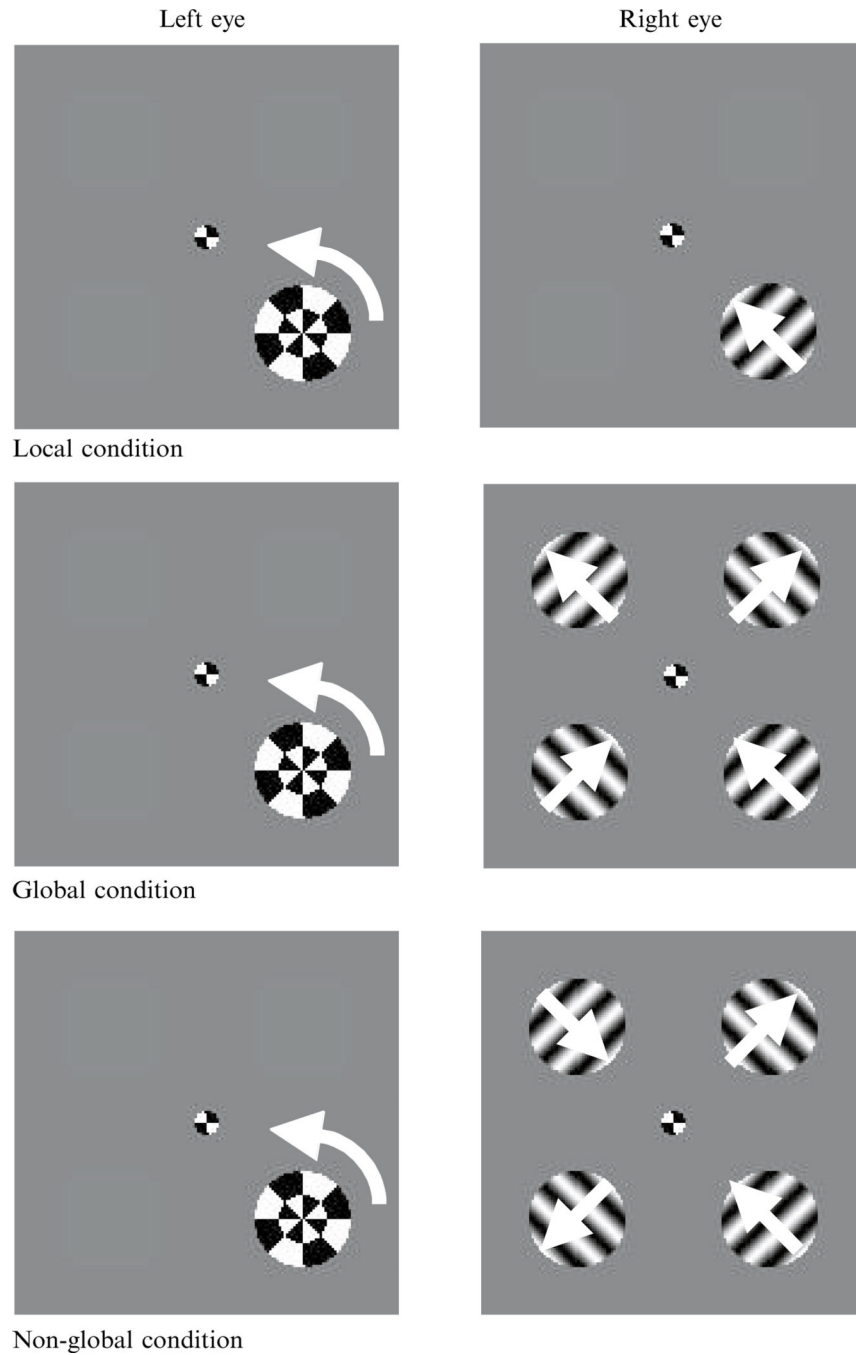 Left eye
Right eye
Local condition
Global condition
Non-global condition